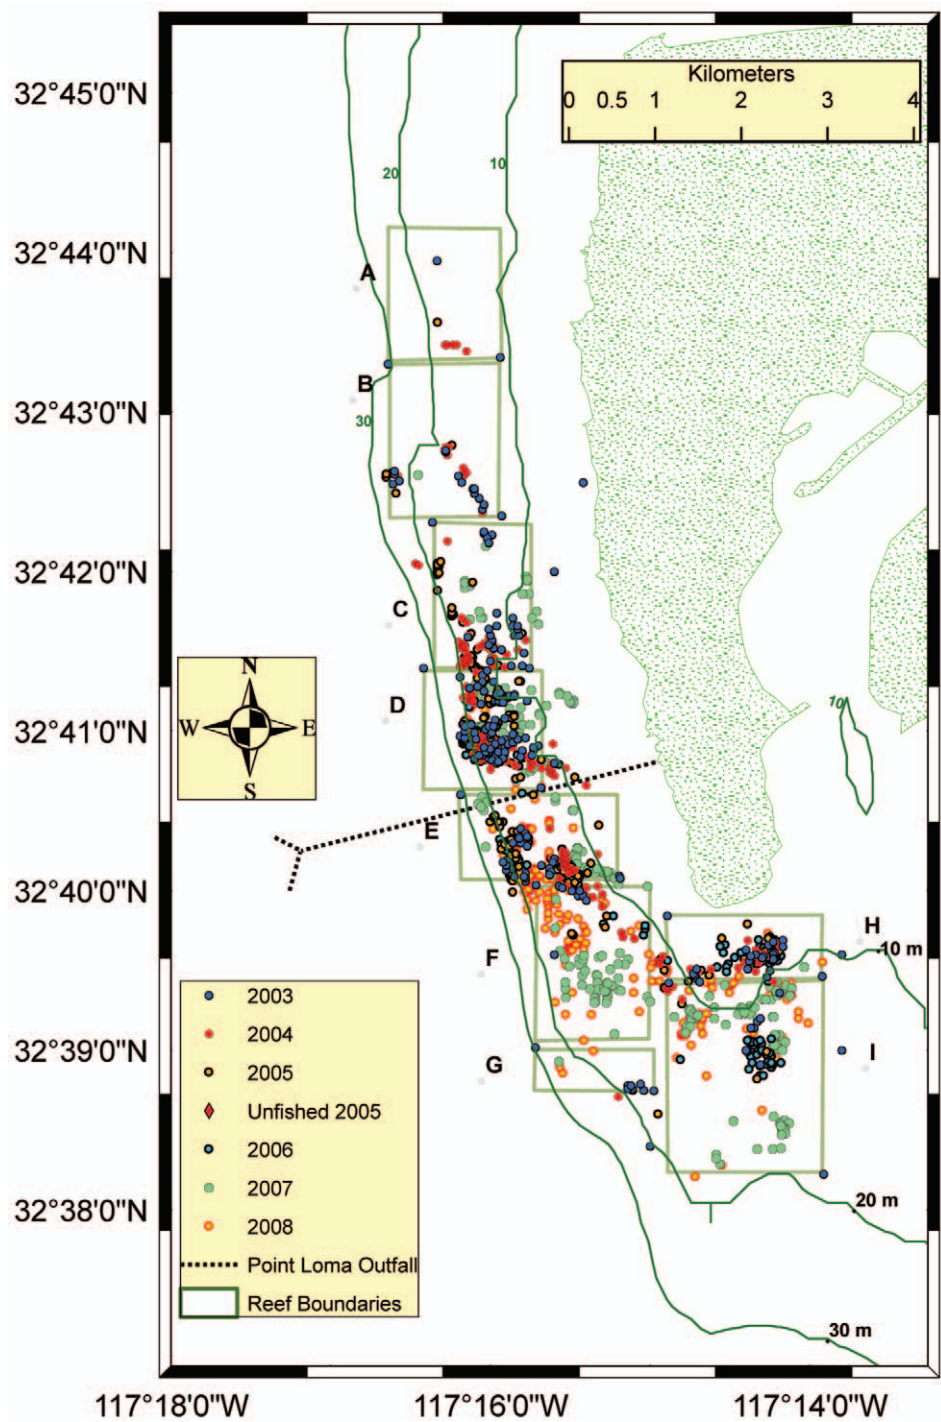 32°45'0"N
Kilometers
0 0.5 1 2 3 4
20
10
32°44'0"N
A
B
32°43'0"N
30
32°42'0"N
C
N
W E
S
D
10
32°41'0"N
E
32°40'0"N
H
10 m
F
2003
2004
32°39'0"N
I
G
2005
Unfished 2005
2006
2007
32°38'0"N
20 m
2008
Point Loma Outfall
Reef Boundaries
30 m
117°18'0"W 117°16'0"W 117°14'0"W